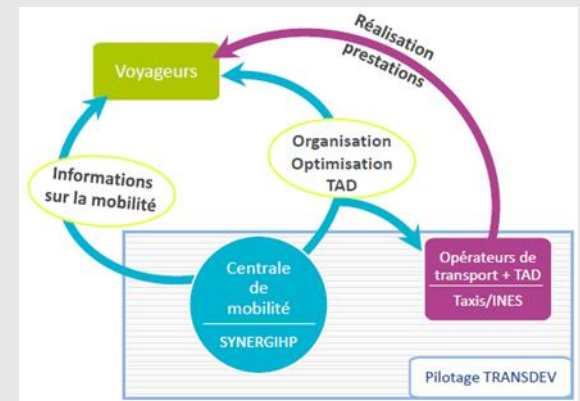 Réalisation
prestations
Voyageurs
Organisation
Optimisation
TAD
Informations
sur la mobilité
Centrale
de
mobilité
SYNERGIHP
Opérateurs de
transport + TAD
Taxis/INES
Pilotage TRANSDEV